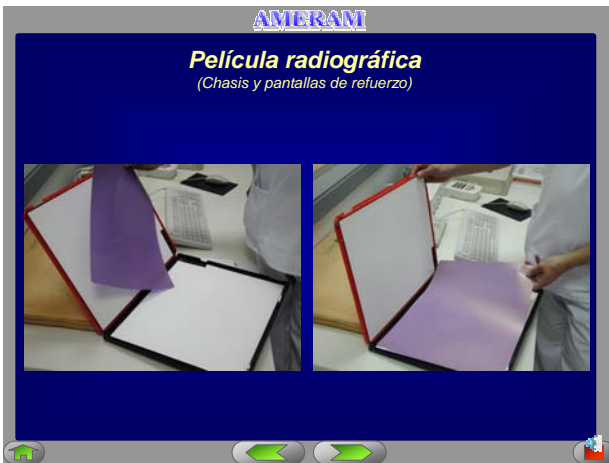 AMERAM
Película radiográfica
(Chasis y pantallas de refuerzo)